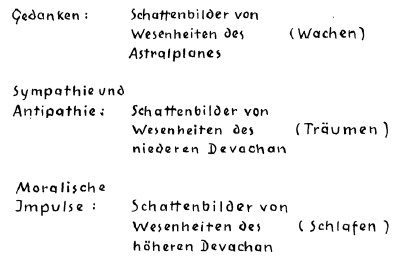 Gedanken: Schattenbilder von
Wesenheiten des (Wachen)
Astralplanes
Sympathie und
Antipathie: Schattenbilder von
Wesenheiten des (Träumen)
niederen Devachan
Moralische
Impulse: Schattenbilder von
Wesenheiten des (Schlafen)
höheren Devachan